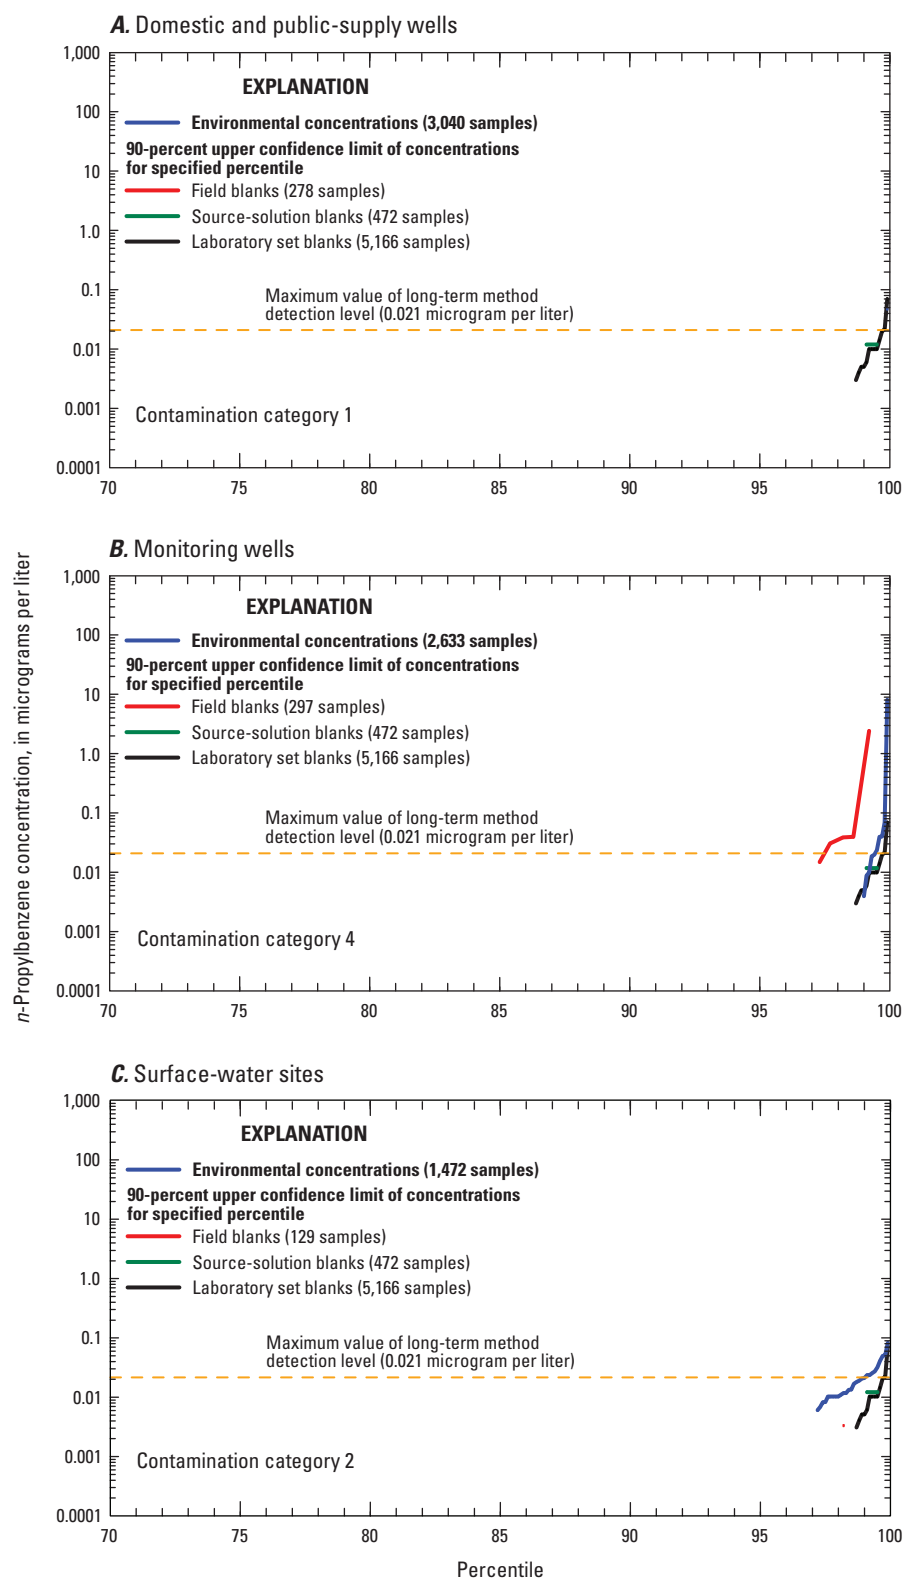 A. Domestic and public-supply wells
1,000
EXPLANATION
100
Environmental concentrations (3,040 samples)
90-percent upper confidence limit of concentrations
for specified percentile
10
Field blanks (278 samples)
Source-solution blanks (472 samples)
1.0
Laboratory set blanks (5,166 samples)
0.1
Maximum value of long-term method
detection level (0.021 microgram per liter)
0.01
0.001
Contamination category 1
0.0001
70 75 80 85 90 95 100
B. Monitoring wells
1,000
EXPLANATION
100
Environmental concentrations (2,633 samples)
90-percent upper confidence limit of concentrations
for specified percentile
10
Field blanks (297 samples)
Source-solution blanks (472 samples)
1.0
Laboratory set blanks (5,166 samples)
0.1
Maximum value of long-term method
detection level (0.021 microgram per liter)
0.01
0.001
Contamination category 4
0.0001
70 75 80 85 90 95 100
n-Propylbenzene concentration, in micrograms per liter
C. Surface-water sites
1,000
EXPLANATION
100
Environmental concentrations (1,472 samples)
90-percent upper confidence limit of concentrations
for specified percentile
10
Field blanks (129 samples)
Source-solution blanks (472 samples)
1.0
Laboratory set blanks (5,166 samples)
0.1
Maximum value of long-term method
detection level (0.021 microgram per liter)
0.01
0.001
Contamination category 2
0.0001
70 75 80 85 90 95 100
Percentile